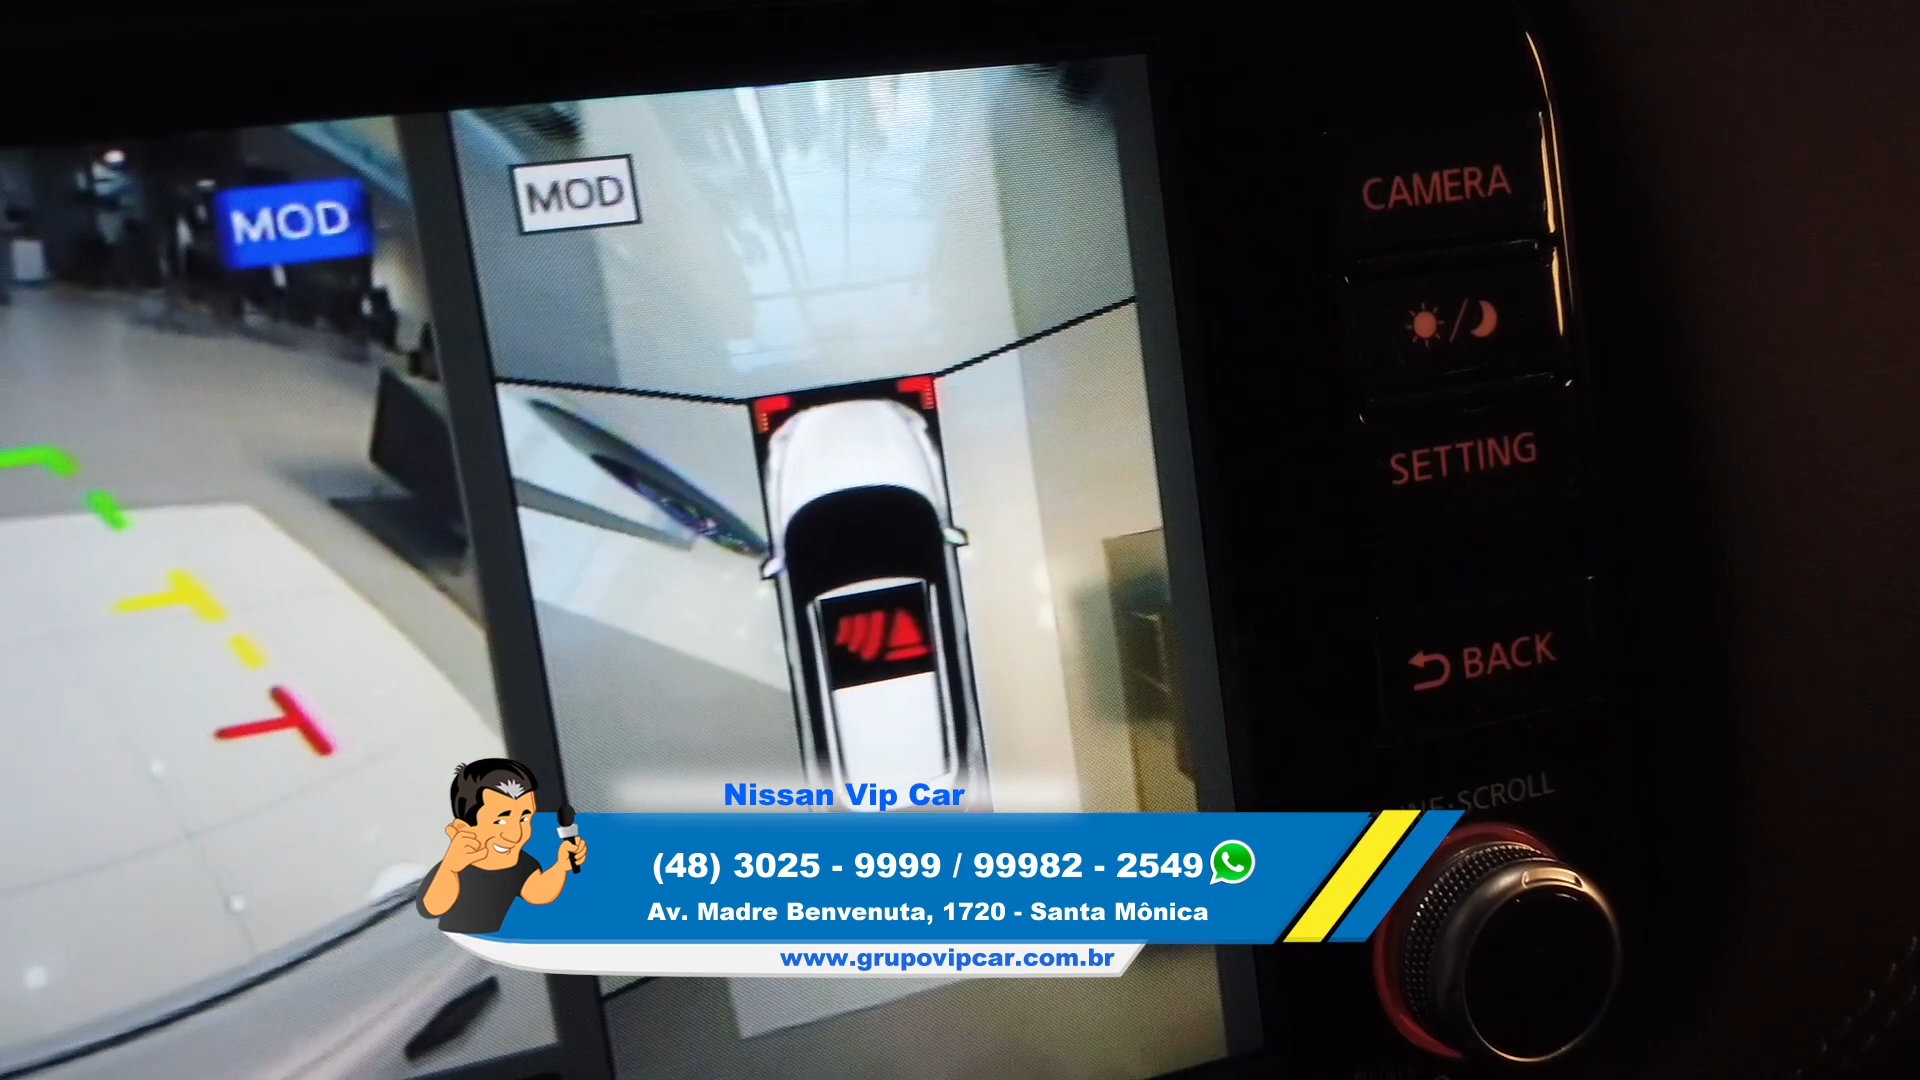 MOD
MOD
CAMERA
SETTING
BACK
SCROLL
Nissan Vip Car
(48) 3025 - 9999 / 99982 - 2549
Av. Madre Benvenuta, 1720 - Santa Mônica
www.grupovipcar.com.br